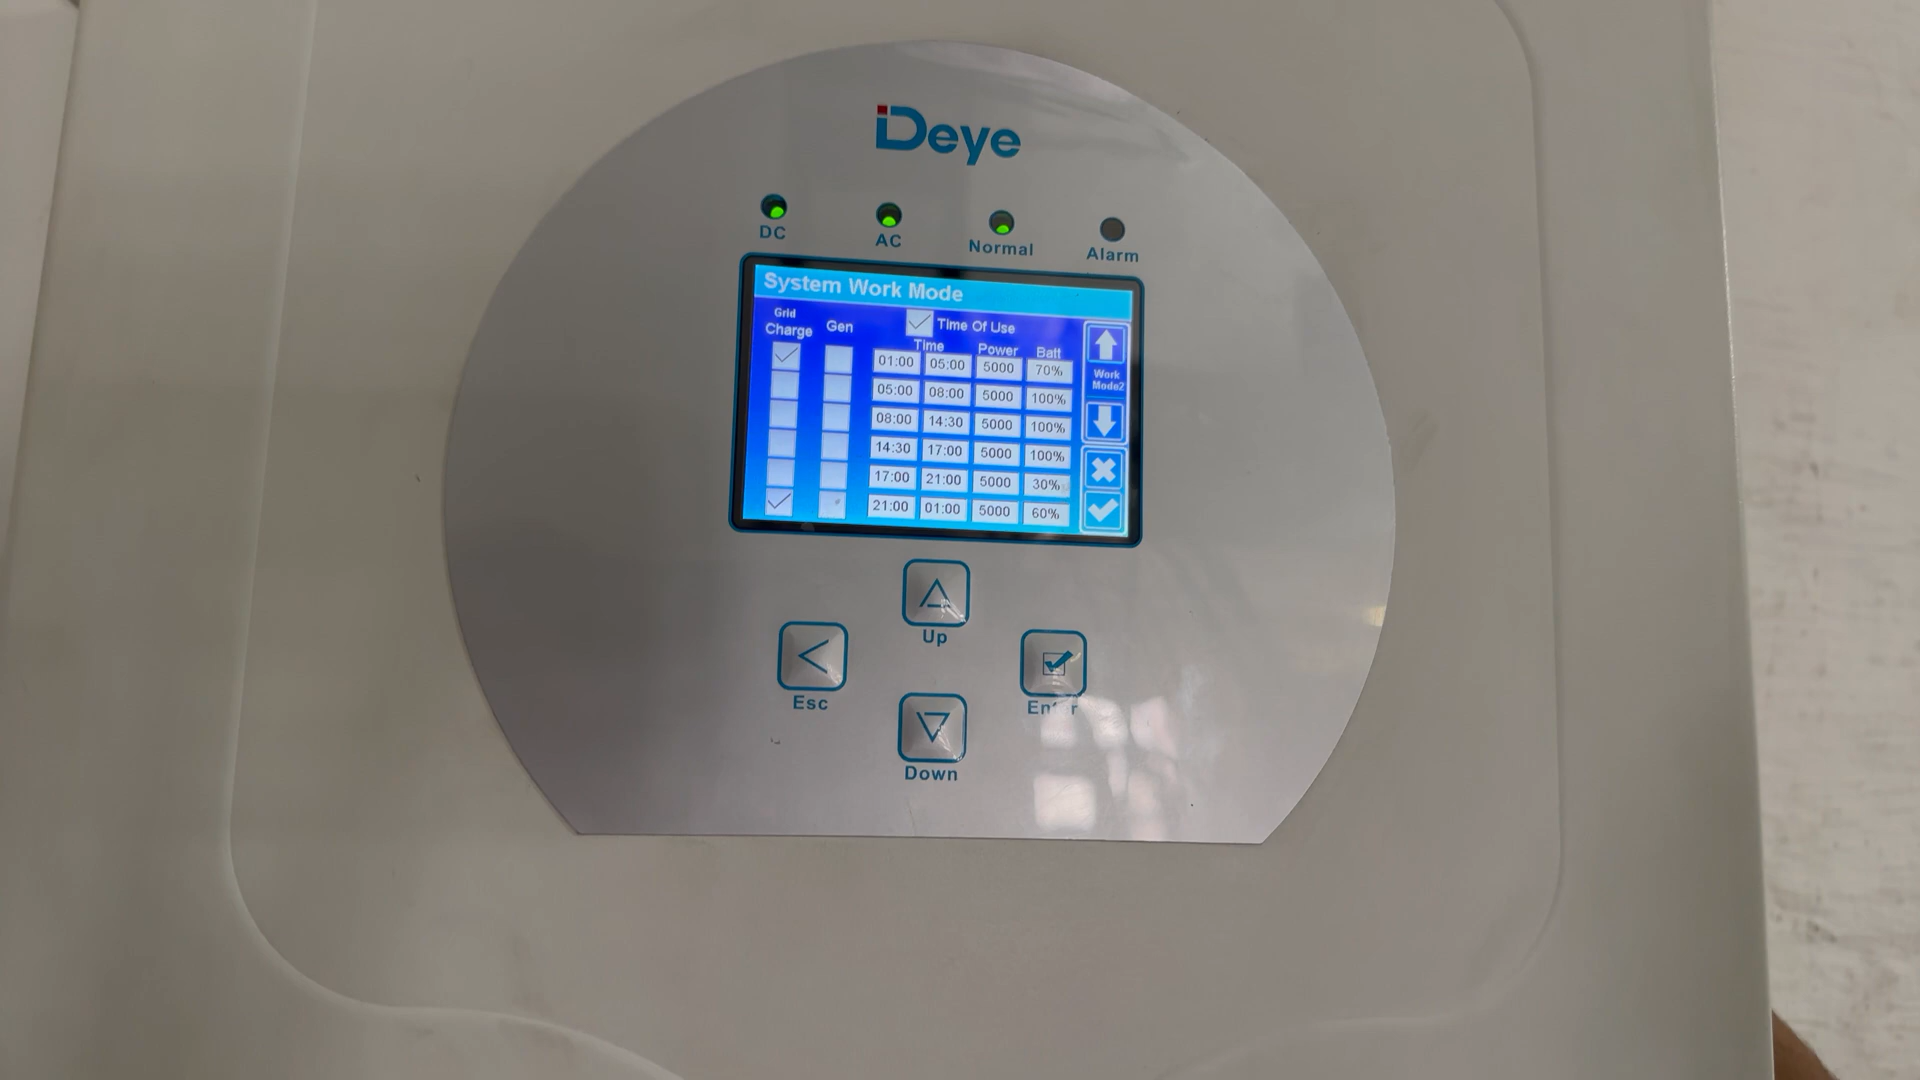 Deye
DC AC Normal Alarm
System Work Mode
Grid
Charge Gen Time Of Use
Time Power Batt
01:00 05:00 5000 70%
05:00 08:00 5000 100%
08:00 14:30 5000 100%
14:30 17:00 5000 100%
17:00 21:00 5000 30%
21:00 01:00 5000 60%
Work
Mode2
Up
Esc
Enter
Down